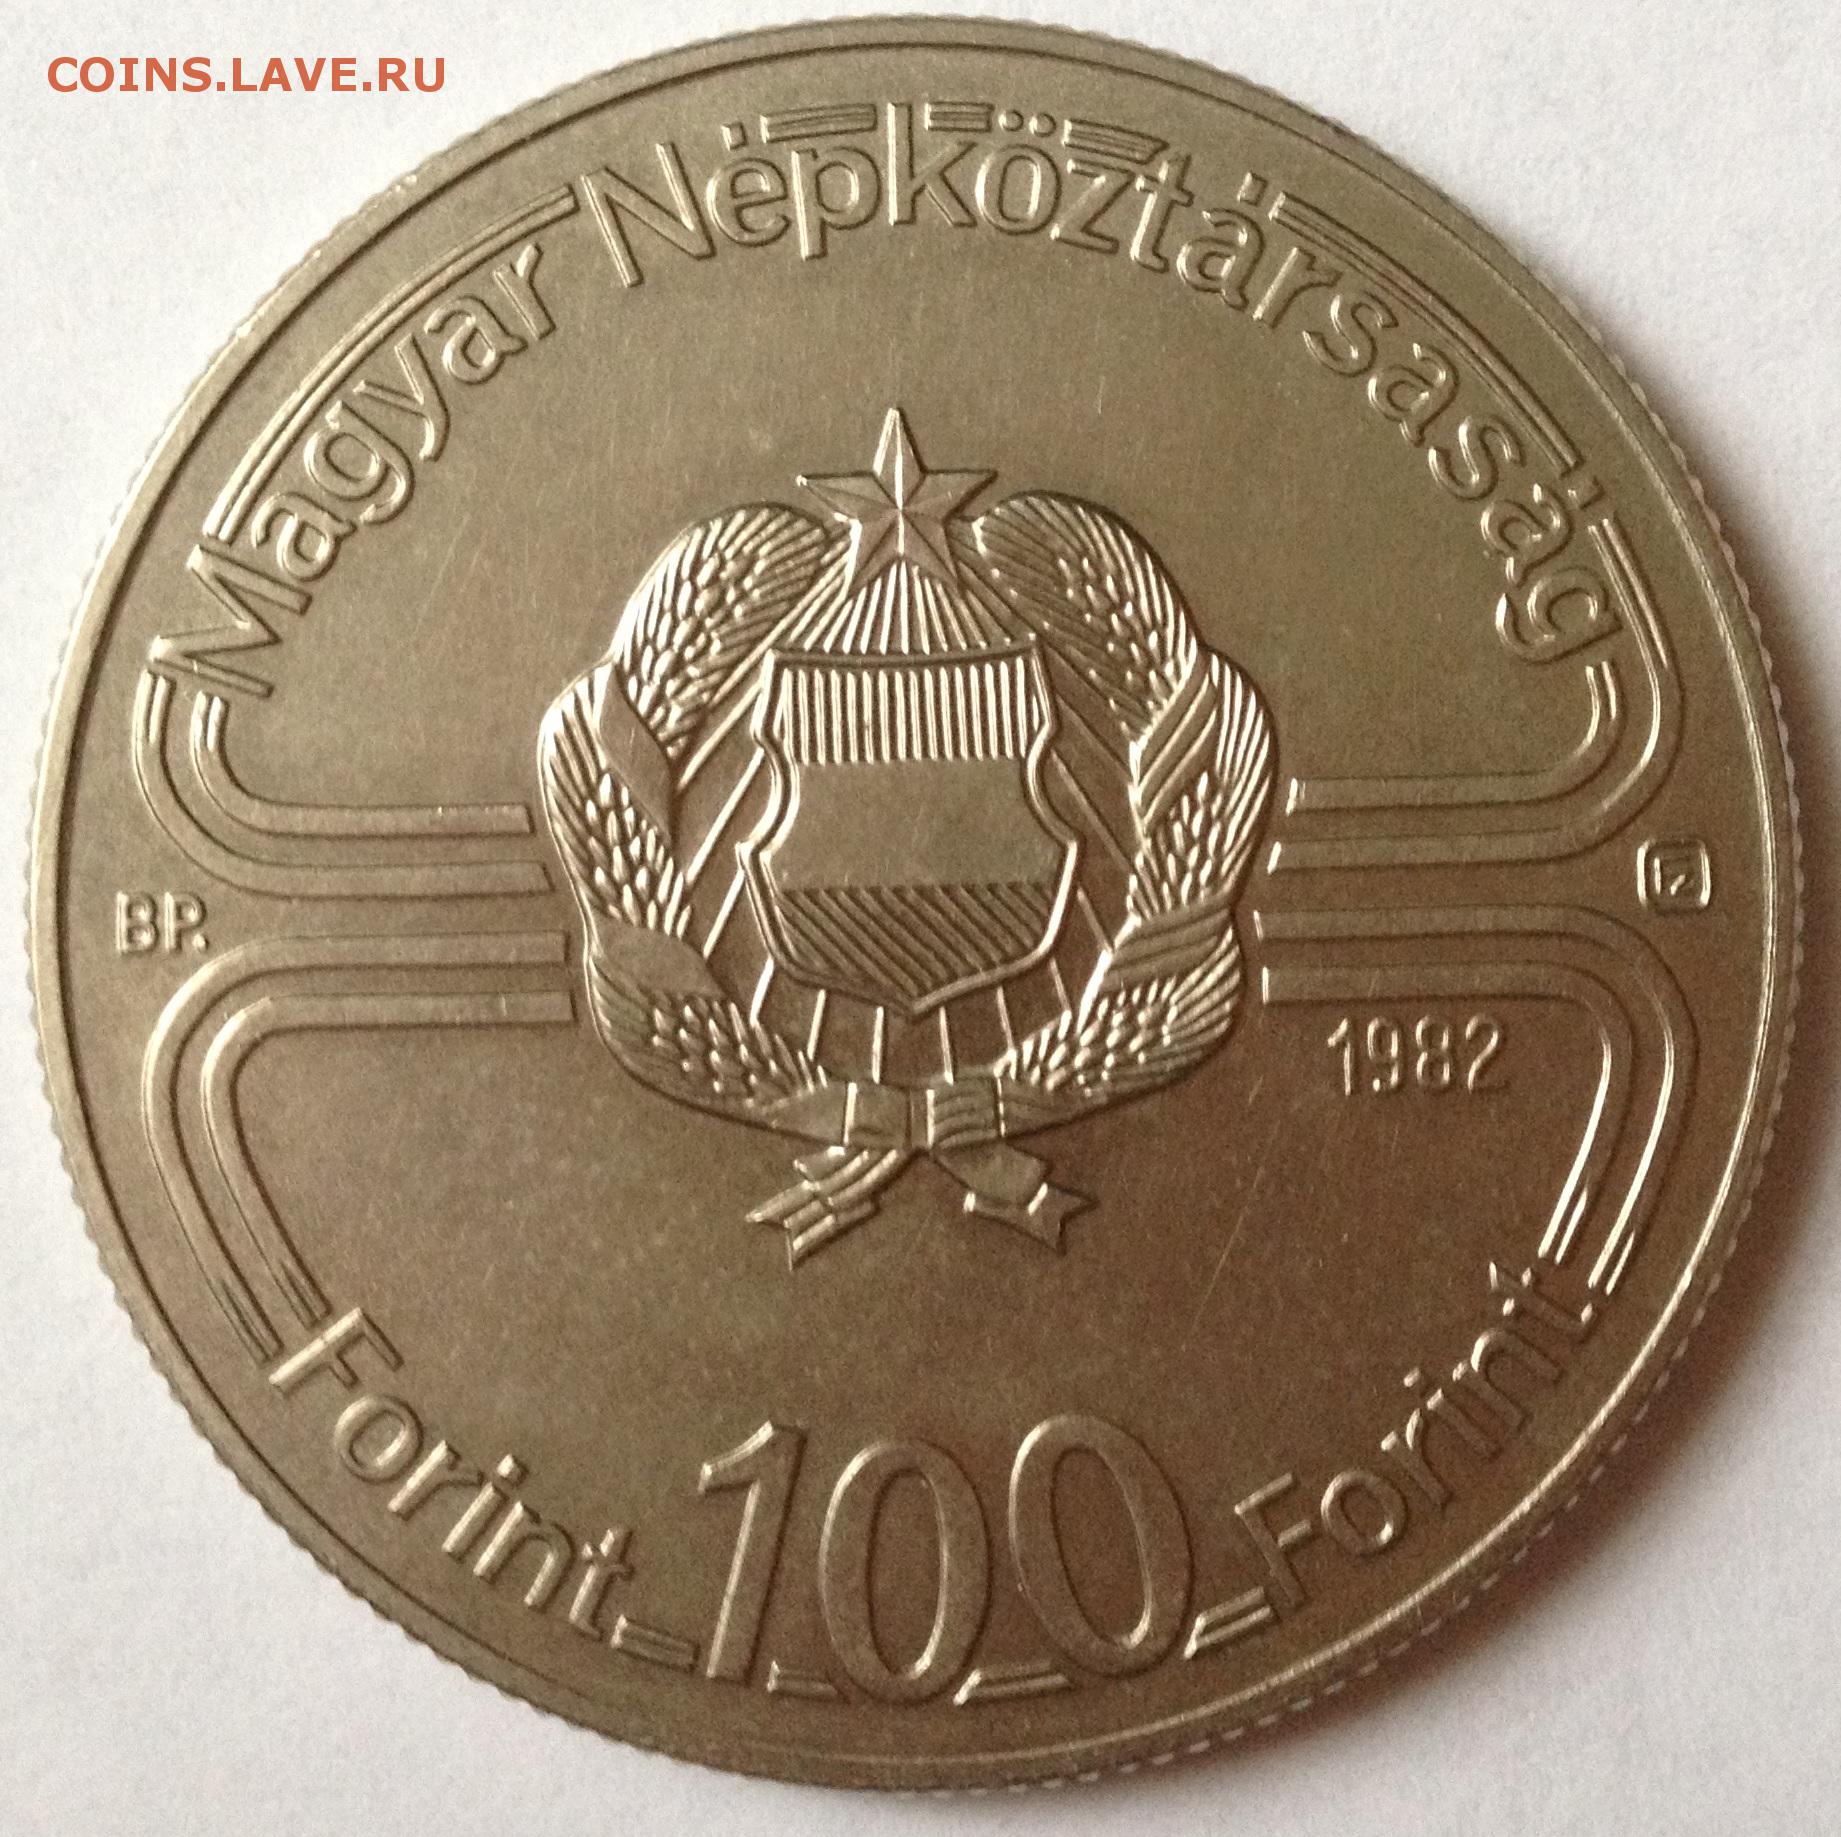 COINS.LAVE.RU
Magyar Népköztársaság
BP.
1982
Forint 100 Forint